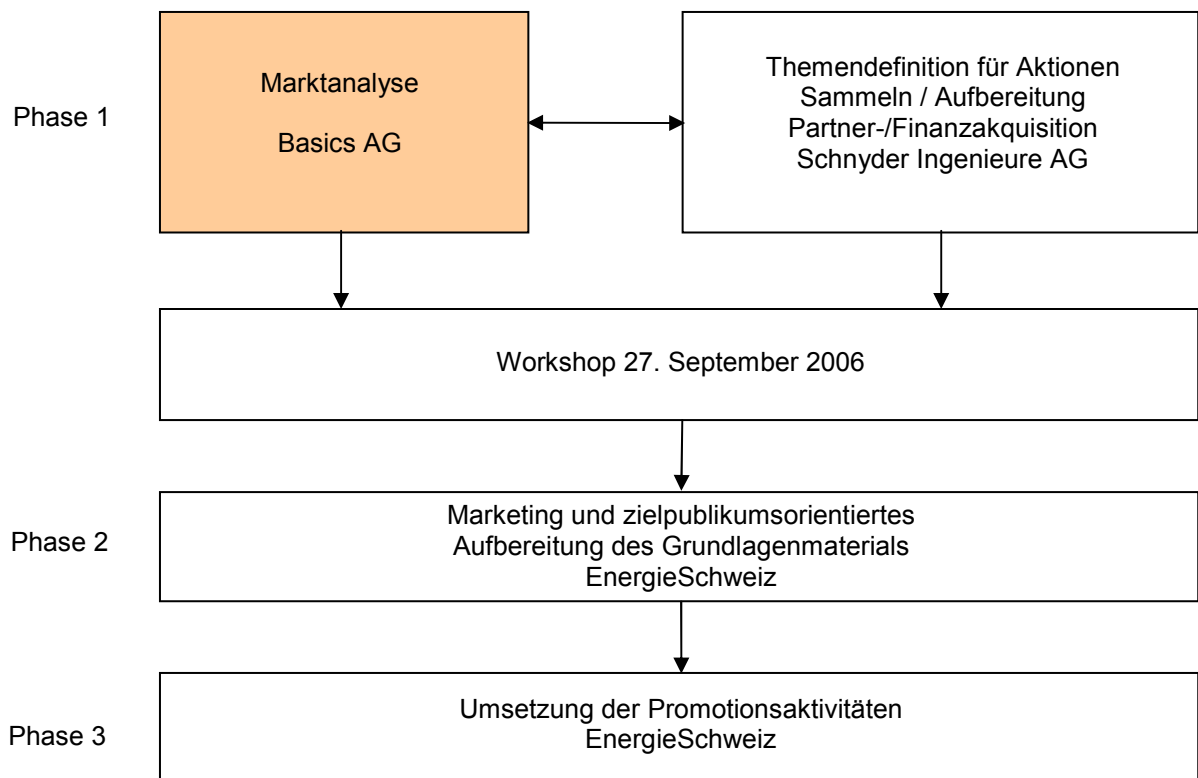 Phase 1
Marktanalyse
Basics AG
Themendefinition für Aktionen
Sammeln / Aufbereitung
Partner-/Finanzakquisition
Schnyder Ingenieure AG
Workshop 27. September 2006
Phase 2
Marketing und zielpublikumsorientiertes
Aufbereitung des Grundlagenmaterials
EnergieSchweiz
Phase 3
Umsetzung der Promotionsaktivitäten
EnergieSchweiz